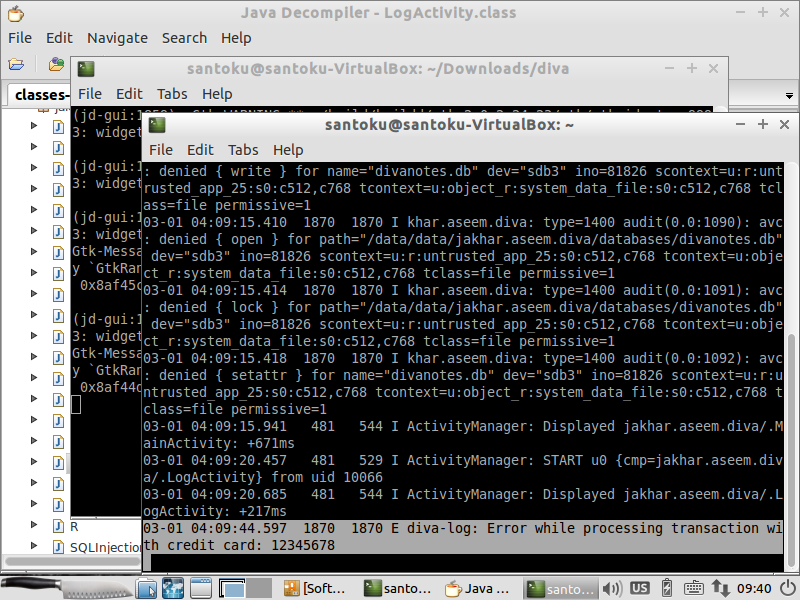 Java Decompiler - LogActivity.class
File Edit Navigate Search Help
santoku@santoku-VirtualBox: ~/Downloads/diva
classes-
File Edit Tabs Help
3: widget
(jd-gui:1
3: widget
(jd-gui:1
3: widget
Gtk-Messa
y `GtkRan
0x8af45c
(jd-gui:1
3: widget
Gtk-Messa
y `GtkRan
0x8af44c
R
SQLInjection
santoku@santoku-VirtualBox: ~
File Edit Tabs Help
: denied { write } for name="divanotes.db" dev="sdb3" ino=81826 scontext=u:r:unt
rusted_app_25:s0:c512,c768 tcontext=u:object_r:system_data_file:s0:c512,c768 tcl
ass=file permissive=1
03-01 04:09:15.410  1870  1870 I khar.aseem.diva: type=1400 audit(0.0:1090): avc
: denied { open } for path="/data/data/jakhar.aseem.diva/databases/divanotes.db"
 dev="sdb3" ino=81826 scontext=u:r:untrusted_app_25:s0:c512,c768 tcontext=u:obje
ct_r:system_data_file:s0:c512,c768 tclass=file permissive=1
03-01 04:09:15.414  1870  1870 I khar.aseem.diva: type=1400 audit(0.0:1091): avc
: denied { lock } for path="/data/data/jakhar.aseem.diva/databases/divanotes.db"
 dev="sdb3" ino=81826 scontext=u:r:untrusted_app_25:s0:c512,c768 tcontext=u:obje
ct_r:system_data_file:s0:c512,c768 tclass=file permissive=1
03-01 04:09:15.418  1870  1870 I khar.aseem.diva: type=1400 audit(0.0:1092): avc
: denied { setattr } for name="divanotes.db" dev="sdb3" ino=81826 scontext=u:r:u
ntrusted_app_25:s0:c512,c768 tcontext=u:object_r:system_data_file:s0:c512,c768 t
class=file permissive=1
03-01 04:09:15.941   481   544 I ActivityManager: Displayed jakhar.aseem.diva/.M
ainActivity: +671ms
03-01 04:09:20.457   481   529 I ActivityManager: START u0 {cmp=jakhar.aseem.div
a/.LogActivity} from uid 10066
03-01 04:09:20.685   481   544 I ActivityManager: Displayed jakhar.aseem.diva/.L
ogActivity: +217ms
03-01 04:09:44.597  1870  1870 E diva-log: Error while processing transaction wi
th credit card: 12345678
[Soft... santo... Java ... santo... US 09:40